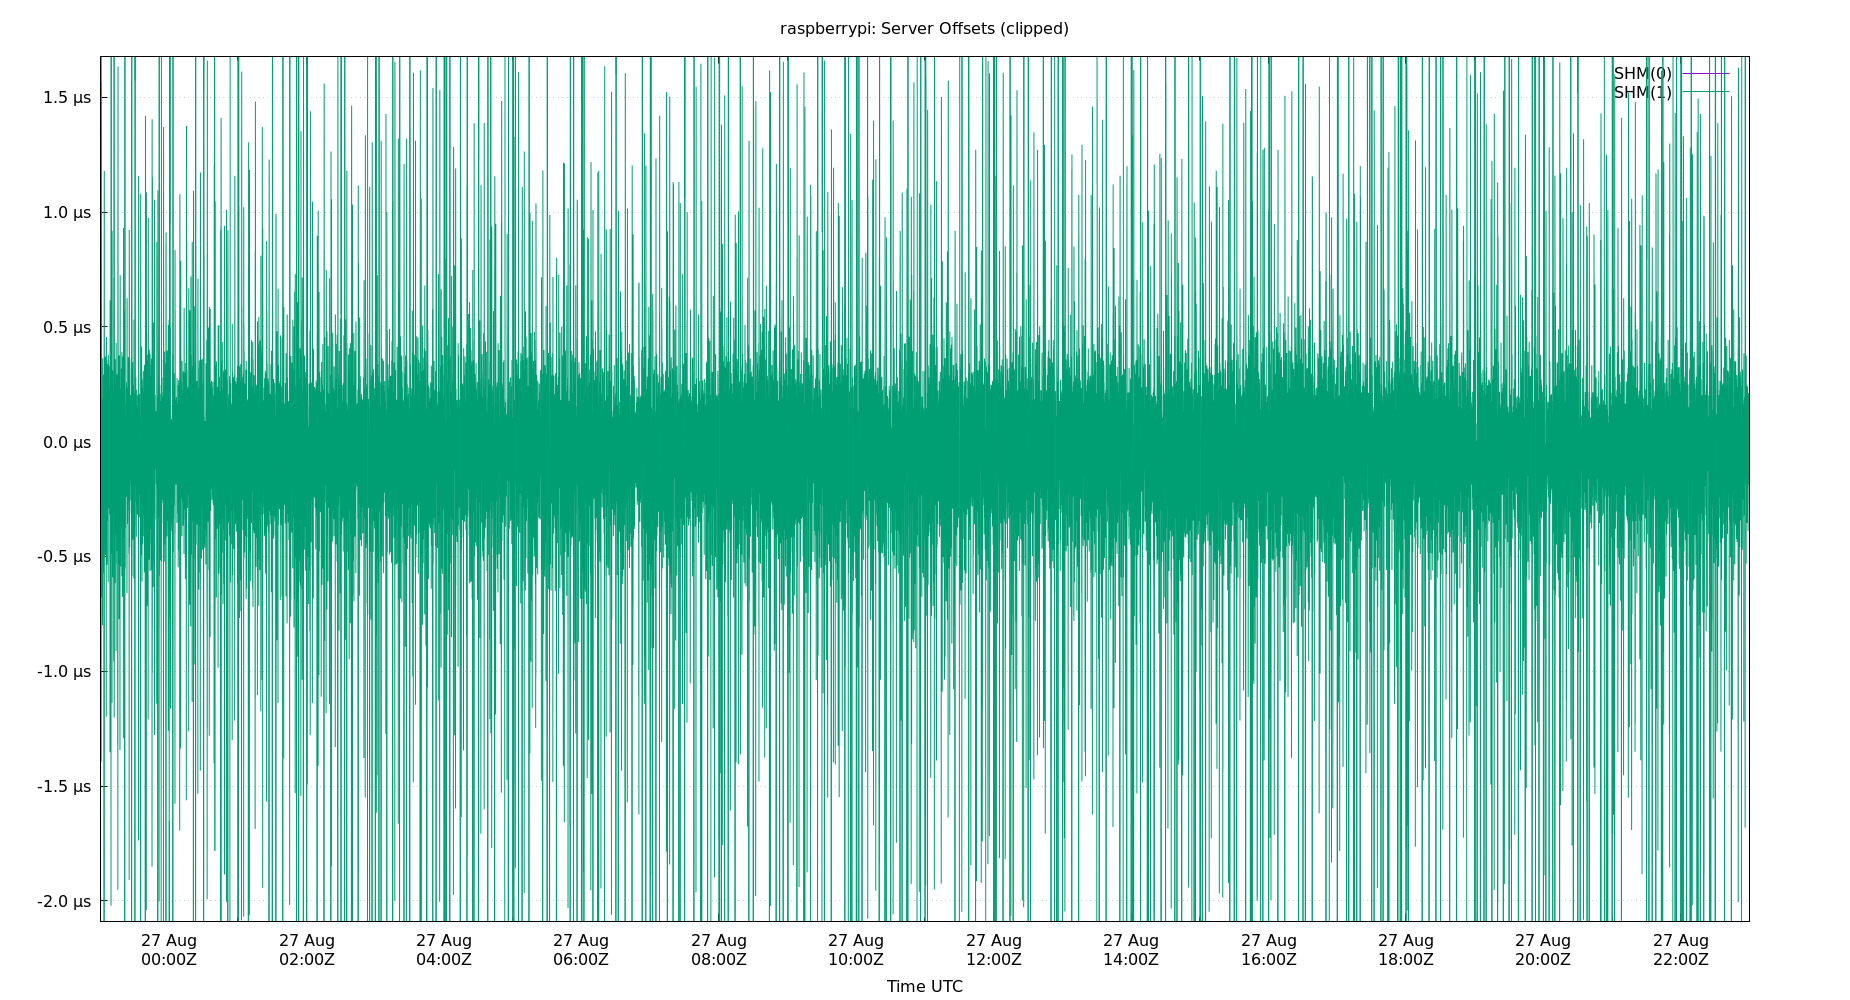 raspberrypi: Server Offsets (clipped)
SHM(0)
SHM(1)
1.5 µs
1.0 µs
0.5 µs
0.0 µs
-0.5 µs
-1.0 µs
-1.5 µs
-2.0 µs
27 Aug 27 Aug 27 Aug 27 Aug 27 Aug 27 Aug 27 Aug 27 Aug 27 Aug 27 Aug 27 Aug 27 Aug
00:00Z 02:00Z 04:00Z 06:00Z 08:00Z 10:00Z 12:00Z 14:00Z 16:00Z 18:00Z 20:00Z 22:00Z
Time UTC